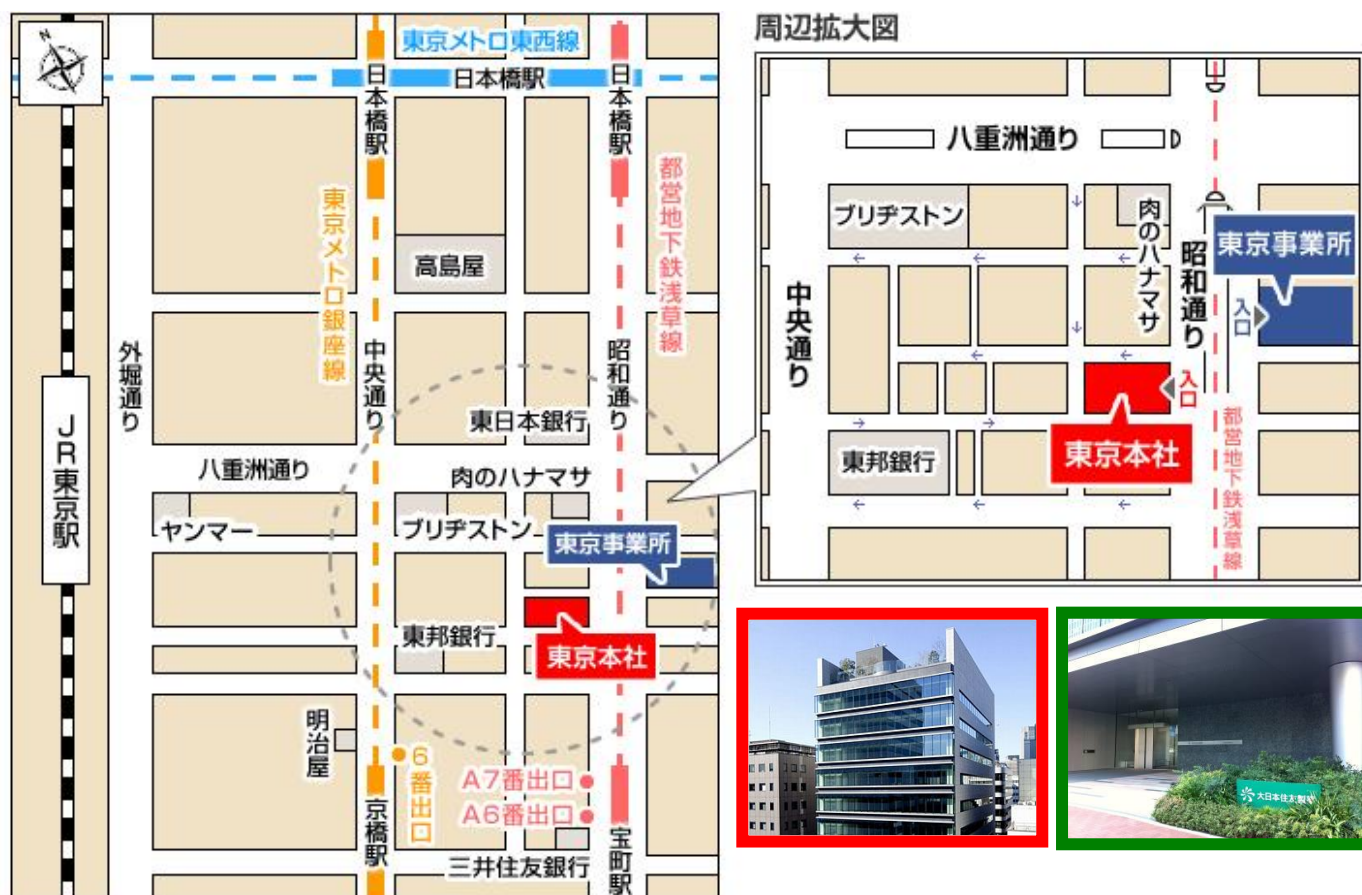 N
東京メトロ東西線
日本橋駅
日本橋駅
日本橋駅
都営地下鉄浅草線
東京メトロ銀座線
高島屋
外堀通り
中央通り
昭和通り
JR東京駅
東日本銀行
八重洲通り
肉のハナマサ
ヤンマー
ブリヂストン
東京事業所
東邦銀行
東京本社
明治屋
6番出口
A7番出口
A6番出口
京橋駅
宝町駅
三井住友銀行
周辺拡大図
八重洲通り
ブリヂストン
肉のハナマサ
昭和通り
東京事業所
中央通り
入口
入口
東京本社
東邦銀行
都営地下鉄浅草線
大日本住友製薬